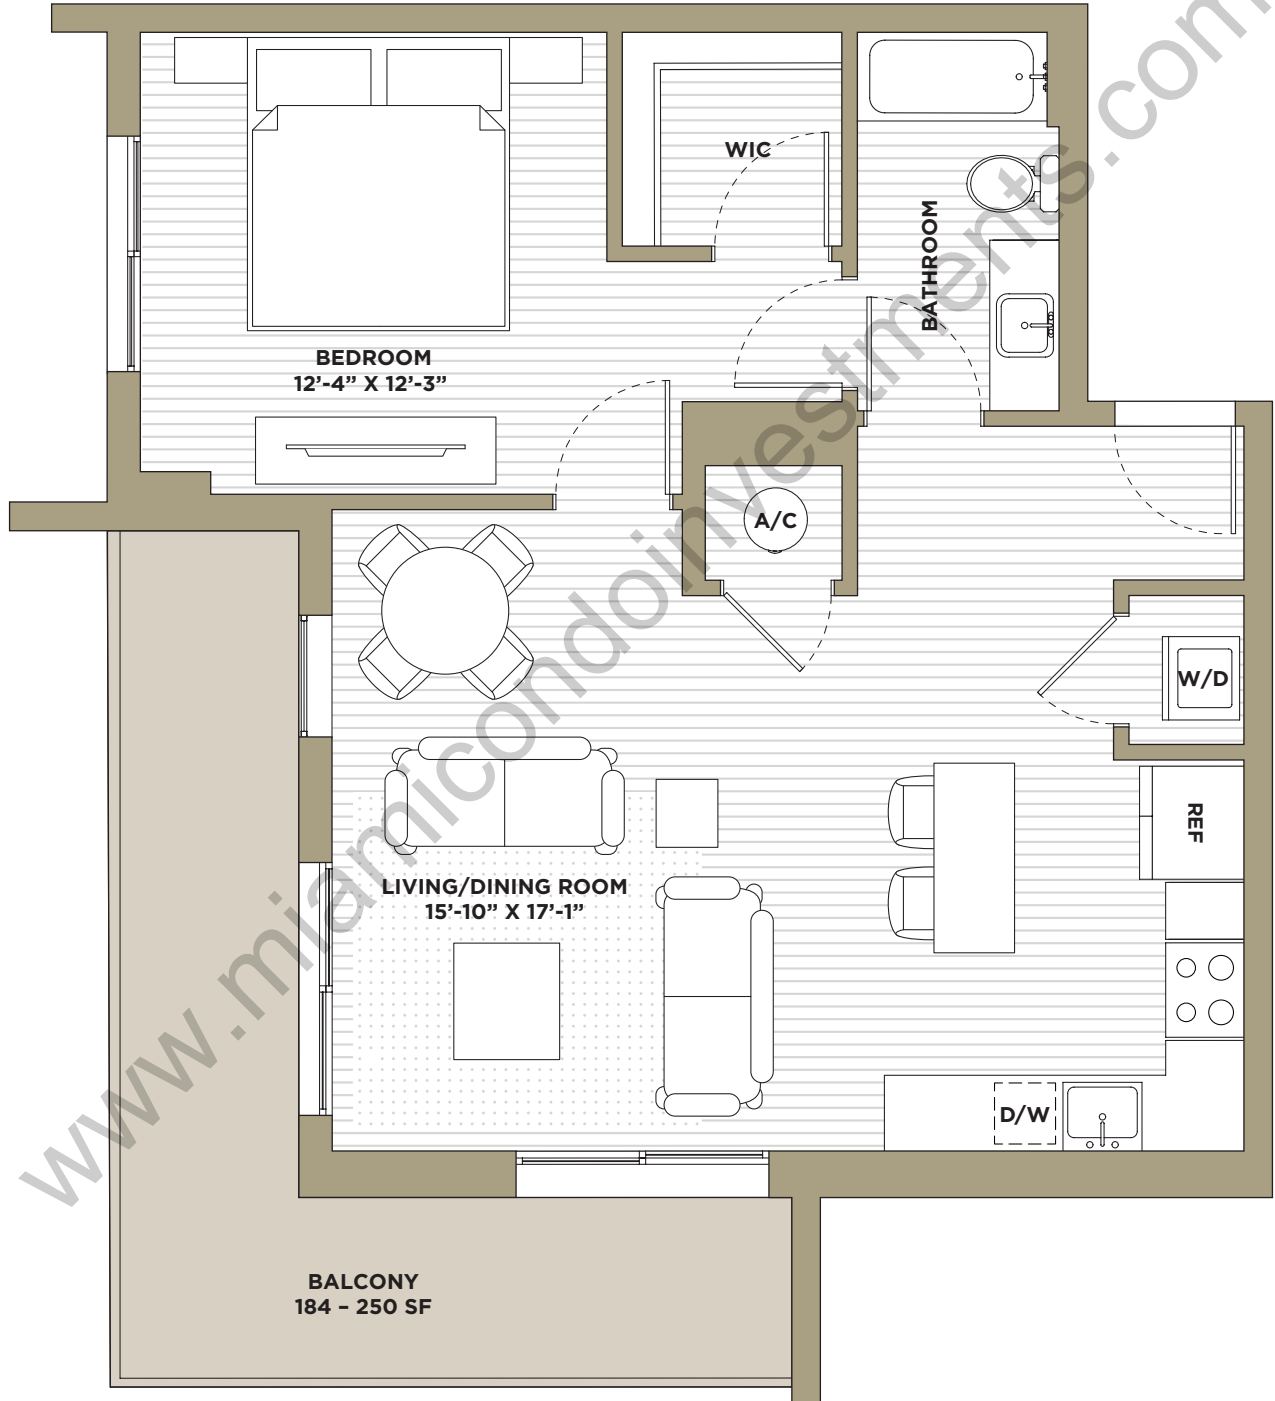 WIC
BATHROOM
BEDROOM
12’-4” X 12’-3”
A/C
W/D
REF
LIVING/DINING ROOM
15’-10” X 17’-1”
D/W
BALCONY
184 – 250 SF
www.miamicondoinvestments.com